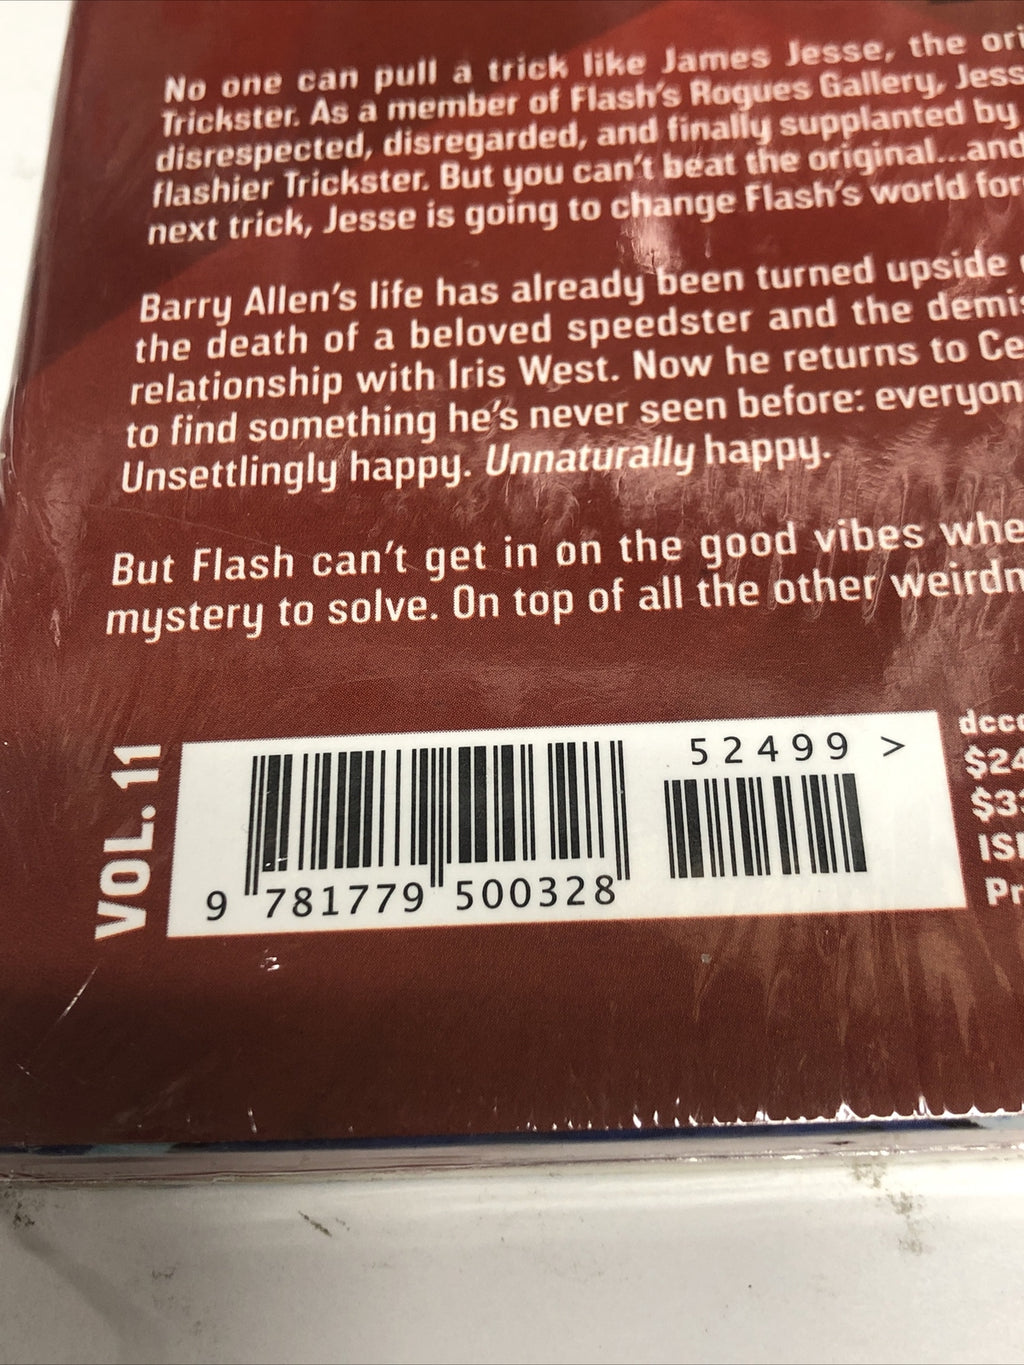 No one can pull a trick like James Jesse, the ori
Trickster. As a member of Flash's Rogues Gallery, Jess
disrespected, disregarded, and finally supplanted by
flashier Trickster. But you can't beat the original...and
next trick, Jesse is going to change Flash's world for
Barry Allen's life has already been turned upside
the death of a beloved speedster and the demis
relationship with Iris West. Now he returns to Ce
to find something he's never seen before: everyon
Unsettlingly happy. Unnaturally happy.
But Flash can't get in on the good vibes whe
mystery to solve. On top of all the other weirdn
VOL. 11
52499 >
9 781779 500328
dcco
$24
$33
ISB
Pr